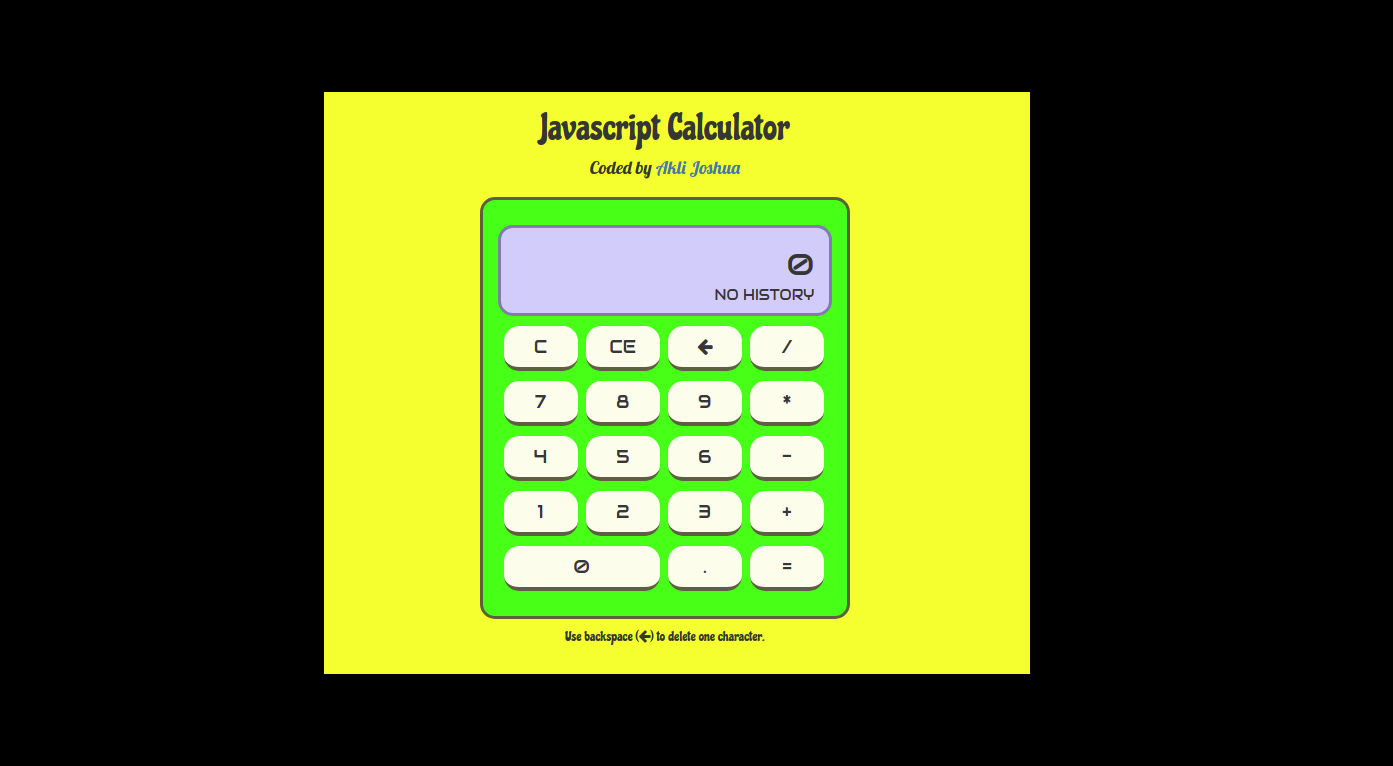 Javascript Calculator
Coded by Akli Joshua
0
NO HISTORY
C CE ← /
7 8 9 *
4 5 6 -
1 2 3 +
0 . =
Use backspace (←) to delete one character.